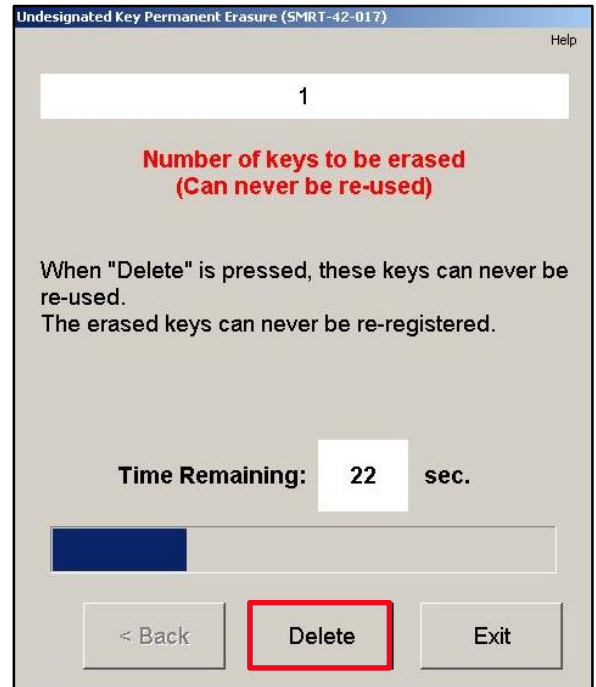 Undesignated Key Permanent Erasure (SMRT-42-017)
Help
1
Number of keys to be erased
(Can never be re-used)
When "Delete" is pressed, these keys can never be
re-used.
The erased keys can never be re-registered.
Time Remaining: 22 sec.
< Back Delete Exit